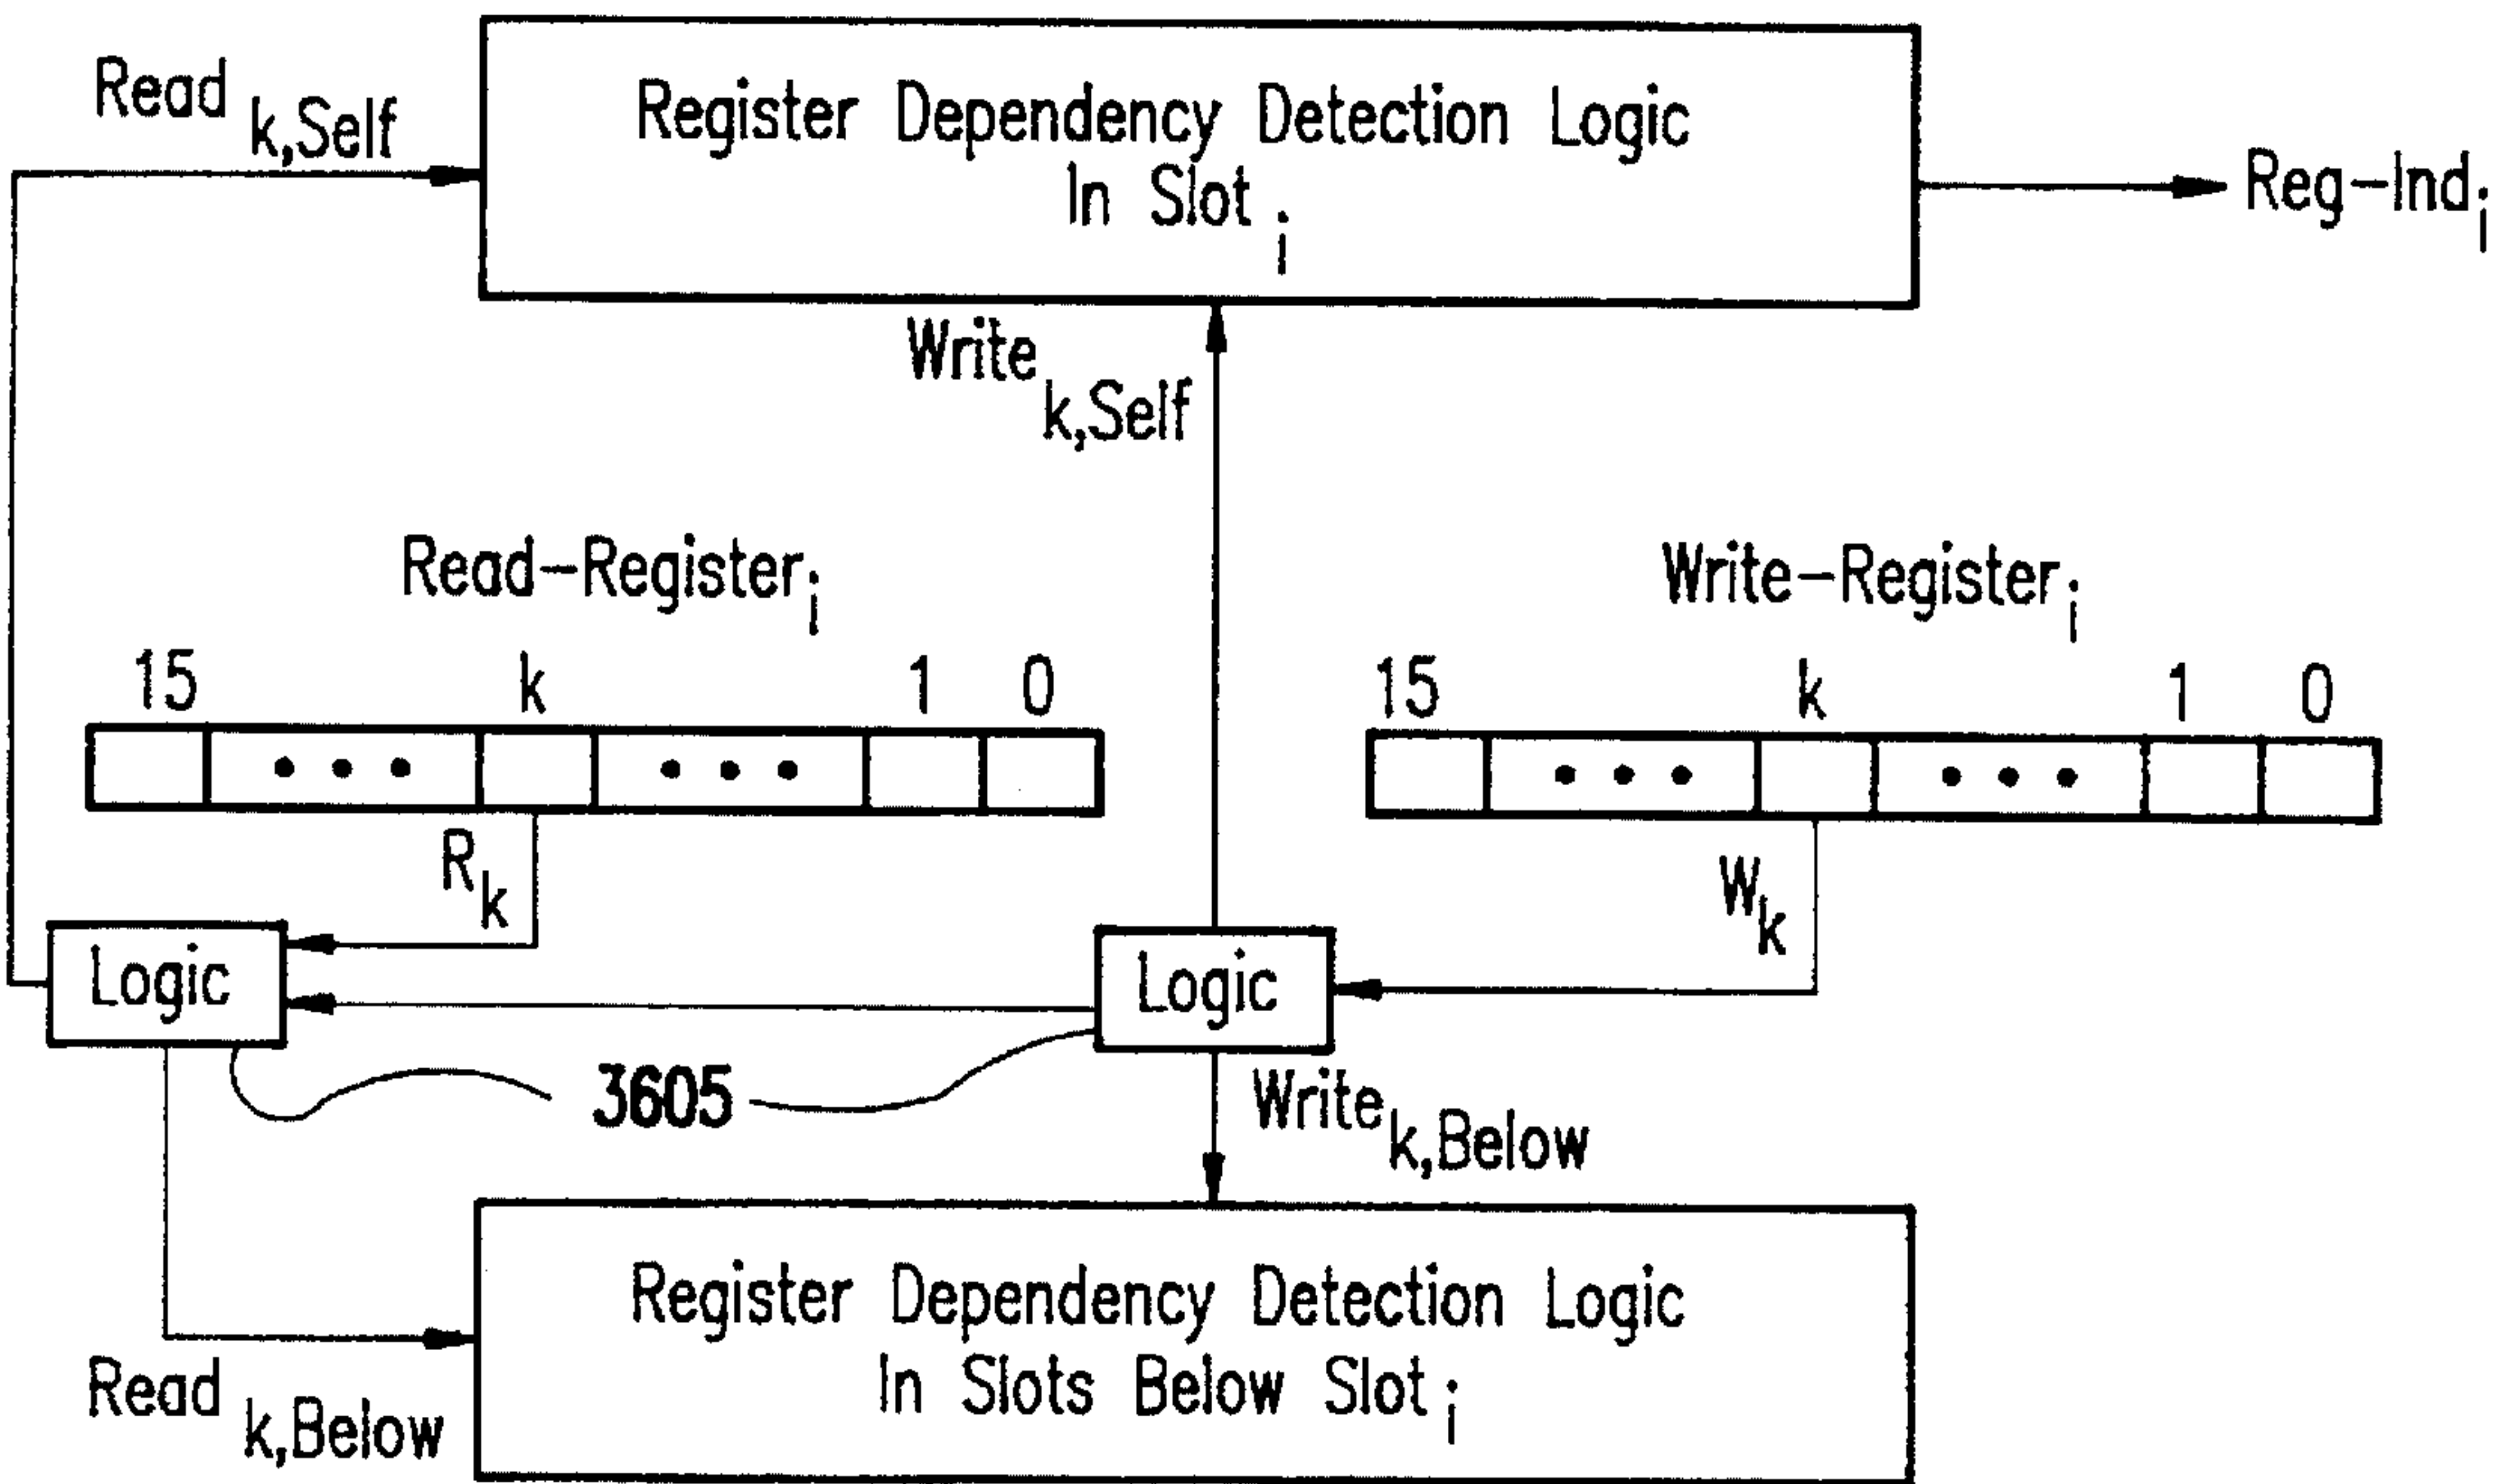 Read k,Self
Register Dependency Detection Logic
In Slot i
Reg-Ind i
Write k,Self
Read-Register i
Write-Register i
15 k 1 0
15 k 1 0
R k
W k
Logic
Logic
3605
Write k,Below
Register Dependency Detection Logic
In Slots Below Slot i
Read k,Below